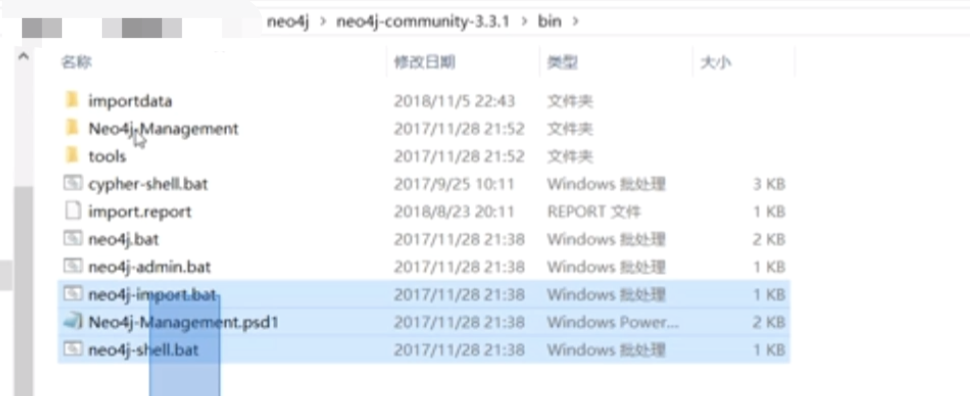 neo4j > neo4j-community-3.3.1 > bin >
名称 修改日期 类型 大小
importdata 2018/11/5 22:43 文件夹
Neo4j-Management 2017/11/28 21:52 文件夹
tools 2017/11/28 21:52 文件夹
cypher-shell.bat 2017/9/25 10:11 Windows 批处理 3 KB
import.report 2018/8/23 20:11 REPORT 文件 1 KB
neo4j.bat 2017/11/28 21:38 Windows 批处理 2 KB
neo4j-admin.bat 2017/11/28 21:38 Windows 批处理 1 KB
neo4j-import.bat 2017/11/28 21:38 Windows 批处理 1 KB
Neo4j-Management.psd1 2017/11/28 21:38 Windows Power... 2 KB
neo4j-shell.bat 2017/11/28 21:38 Windows 批处理 1 KB